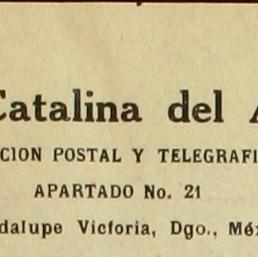 Catalina del A
CION POSTAL Y TELEGRAFI
APARTADO No. 21
dalupe Victoria, Dgo., Méx